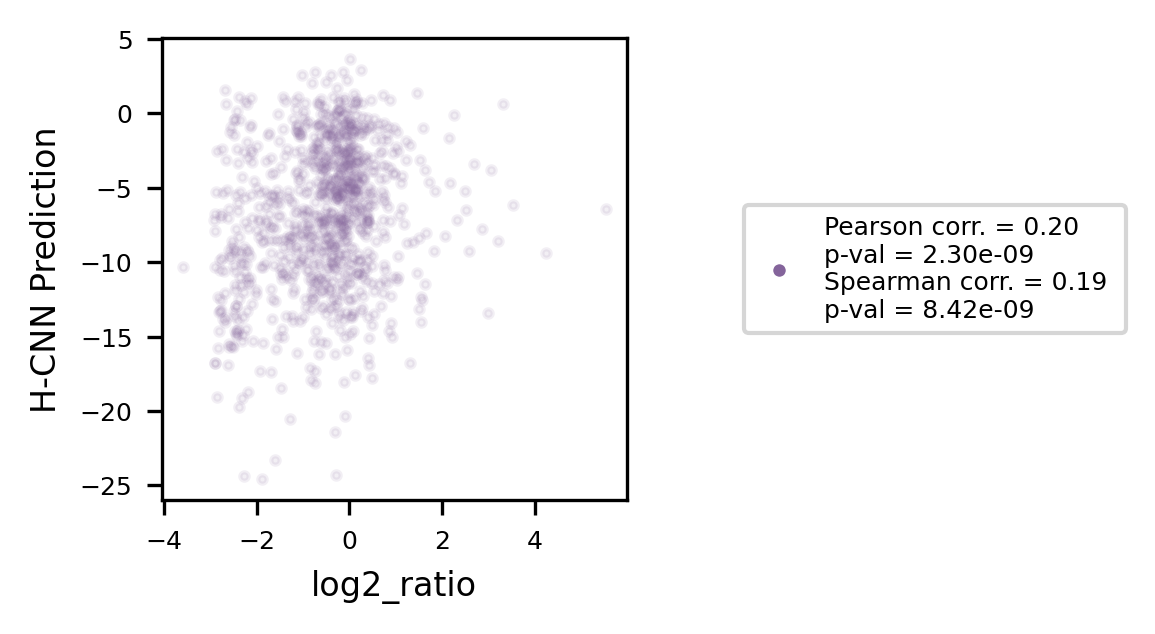 5
0
−5
−10
−15
−20
−25
H-CNN Prediction
−4
−2
0
2
4
log2_ratio
Pearson corr. = 0.20
p-val = 2.30e-09
Spearman corr. = 0.19
p-val = 8.42e-09